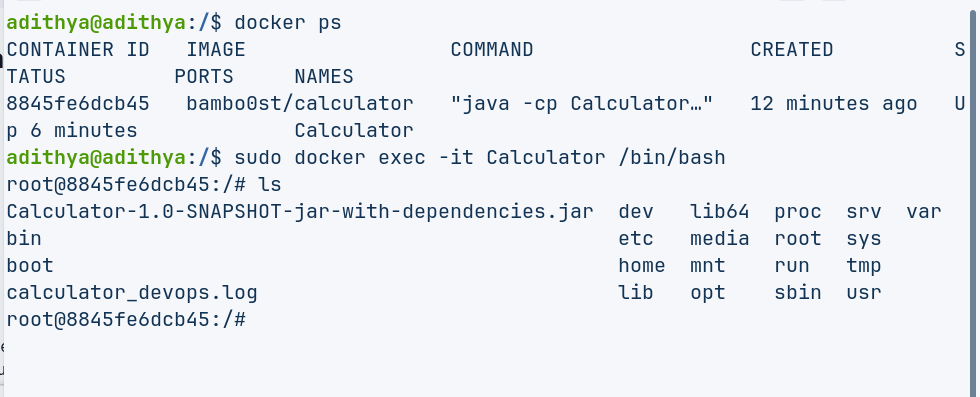 adithya@adithya:/$ docker ps
CONTAINER ID   IMAGE                 COMMAND                  CREATED          S
TATUS         PORTS     NAMES
8845fe6dcb45   bambo0st/calculator   "java -cp Calculator…"   12 minutes ago   U
p 6 minutes             Calculator
adithya@adithya:/$ sudo docker exec -it Calculator /bin/bash
root@8845fe6dcb45:/# ls
Calculator-1.0-SNAPSHOT-jar-with-dependencies.jar  dev   lib64  proc  srv  var
bin                                                etc   media  root  sys
boot                                               home  mnt    run   tmp
calculator_devops.log                              lib   opt    sbin  usr
root@8845fe6dcb45:/#